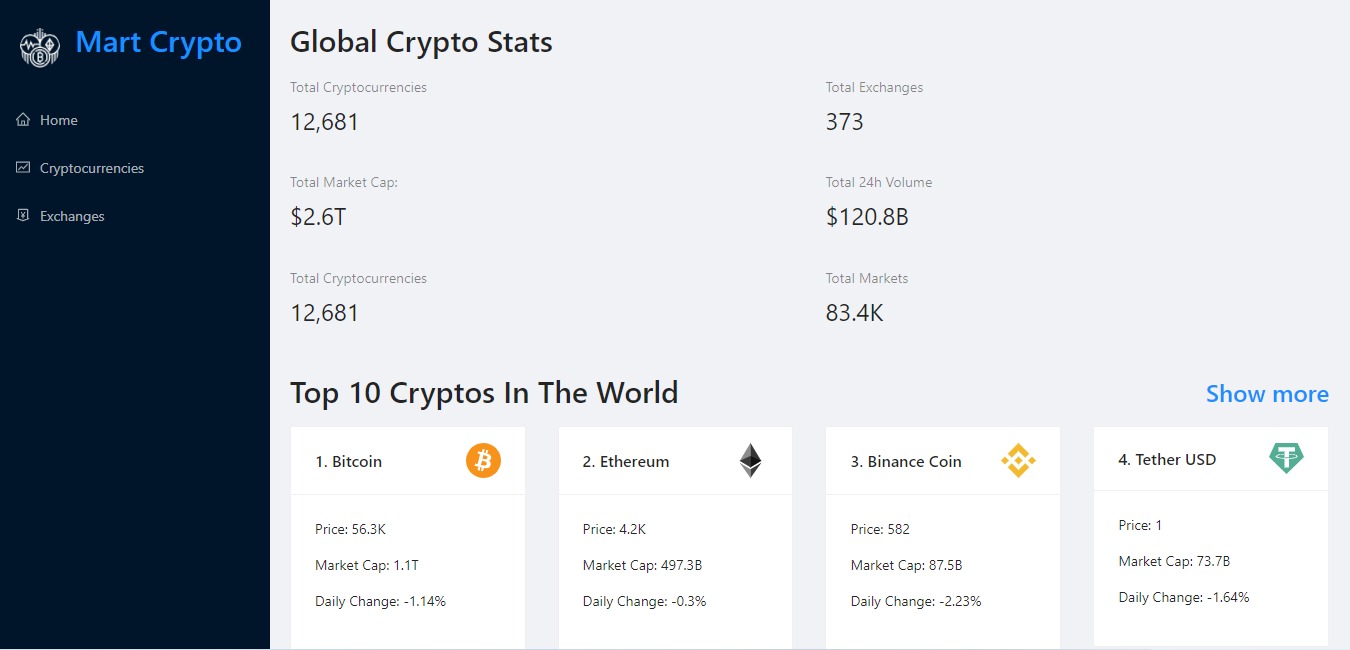 Mart Crypto
Home
Cryptocurrencies
Exchanges
Global Crypto Stats
Total Cryptocurrencies
12,681
Total Exchanges
373
Total Market Cap:
$2.6T
Total 24h Volume
$120.8B
Total Cryptocurrencies
12,681
Total Markets
83.4K
Top 10 Cryptos In The World
Show more
1. Bitcoin
Price: 56.3K
Market Cap: 1.1T
Daily Change: -1.14%
2. Ethereum
Price: 4.2K
Market Cap: 497.3B
Daily Change: -0.3%
3. Binance Coin
Price: 582
Market Cap: 87.5B
Daily Change: -2.23%
4. Tether USD
Price: 1
Market Cap: 73.7B
Daily Change: -1.64%